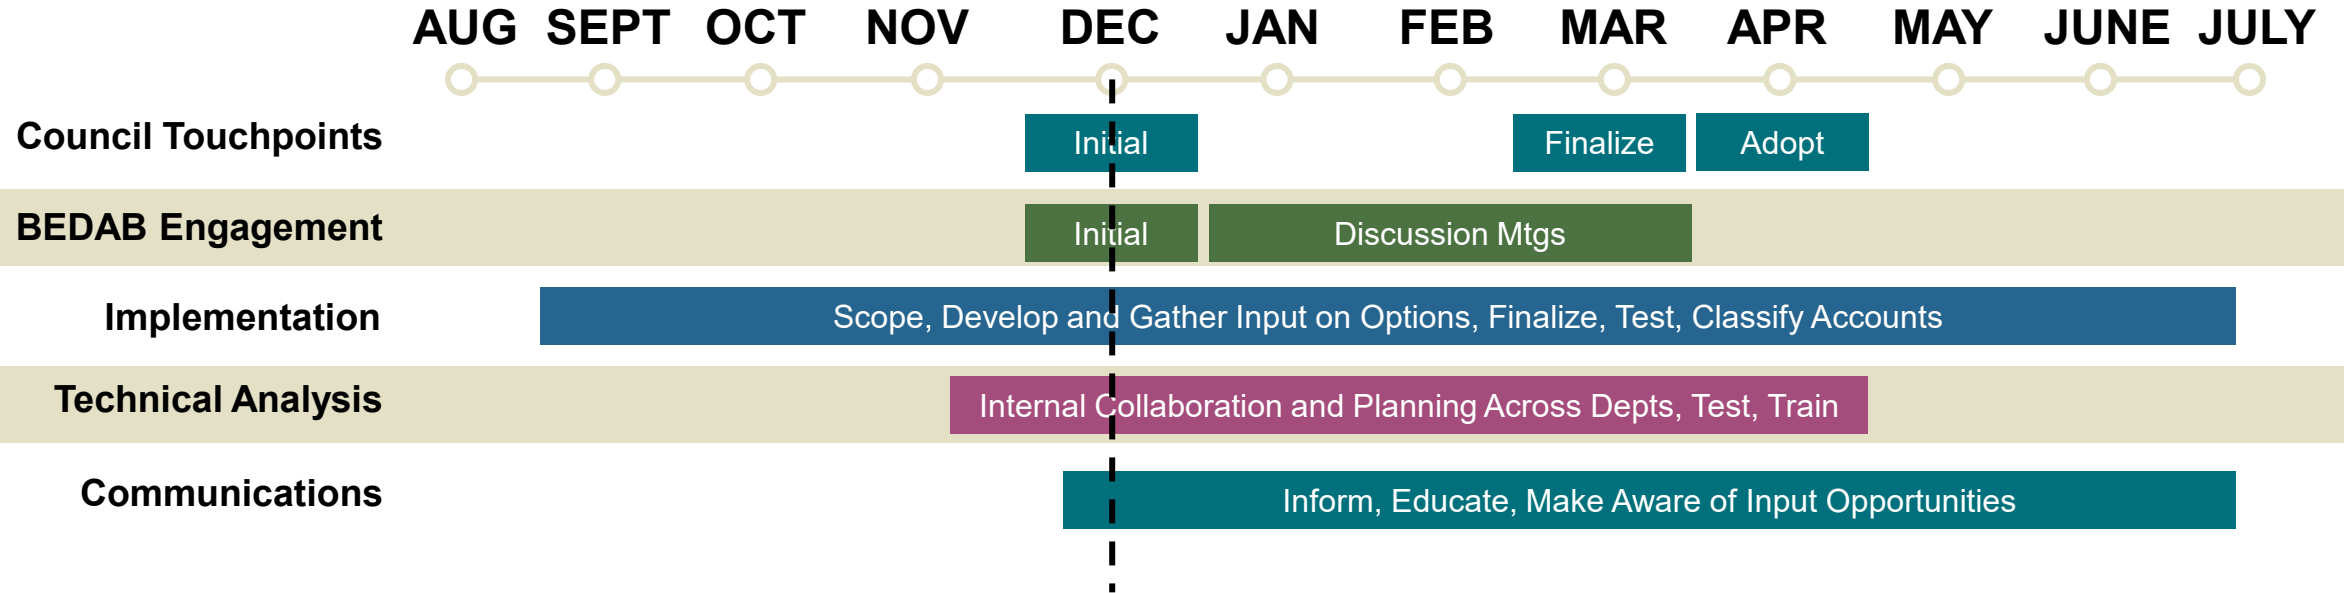 AUG SEPT OCT NOV DEC JAN FEB MAR APR MAY JUNE JULY
Council Touchpoints Initial Finalize Adopt
BEDAB Engagement Initial Discussion Mtgs
Implementation Scope, Develop and Gather Input on Options, Finalize, Test, Classify Accounts
Technical Analysis Internal Collaboration and Planning Across Depts, Test, Train
Communications Inform, Educate, Make Aware of Input Opportunities